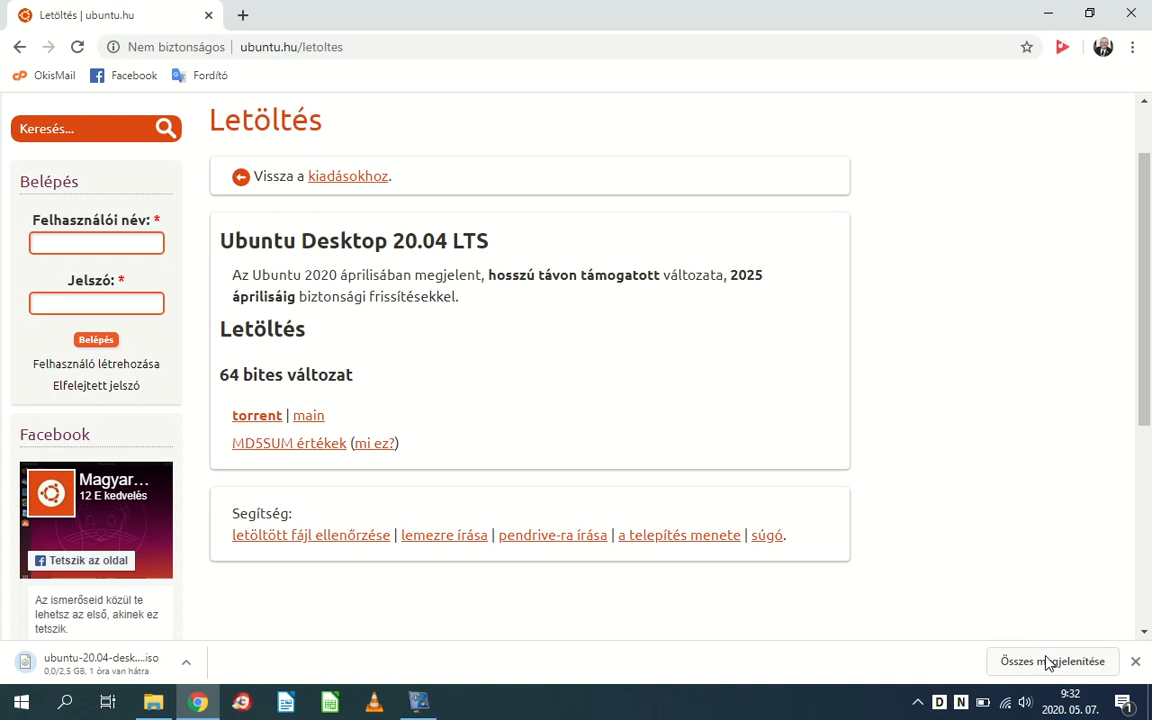 Letöltés | ubuntu.hu
Nem biztonságos | ubuntu.hu/letoltes
OkisMail Facebook Fordító
Keresés...
Belépés
Felhasználói név: *
Jelszó: *
Belépés
Felhasználó létrehozása
Elfelejtett jelszó
Facebook
Magyar...
12 E kedvelés
Tetszik az oldal
Az ismerőseid közül te
lehetsz az első, akinek ez
tetszik.
Letöltés
Vissza a kiadásokhoz.
Ubuntu Desktop 20.04 LTS
Az Ubuntu 2020 áprilisában megjelent, hosszú távon támogatott változata, 2025
áprilisáig biztonsági frissítésekkel.
Letöltés
64 bites változat
torrent | main
MD5SUM értékek (mi ez?)
Segítség:
letöltött fájl ellenőrzése | lemezre írása | pendrive-ra írása | a telepítés menete | súgó.
ubuntu-20.04-desk....iso
0,0/2,5 GB, 1 óra van hátra
Összes megjelenítése
D N
9:32
2020. 05. 07.
1